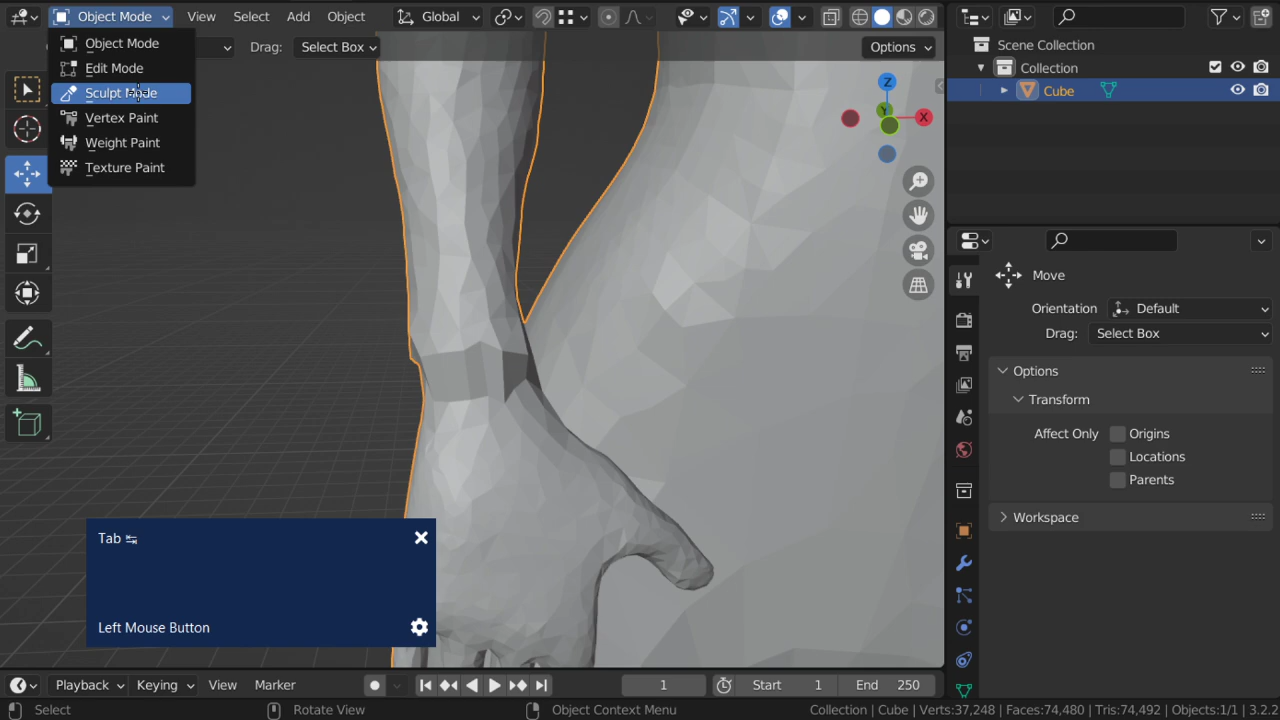 Object Mode View Select Add Object Global
Drag: Select Box Options
Object Mode
Edit Mode
Sculpt Mode
Vertex Paint
Weight Paint
Texture Paint
Z
Y
X
Tab
Left Mouse Button
Scene Collection
Collection
Cube
Move
Orientation Default
Drag: Select Box
Options
Transform
Affect Only Origins
Locations
Parents
Workspace
Playback Keying View Marker 1 Start 1 End 250
Select Rotate View Object Context Menu Collection | Cube | Verts:37,248 | Faces:74,480 | Tris:74,492 | Objects:1/1 | 3.2.2